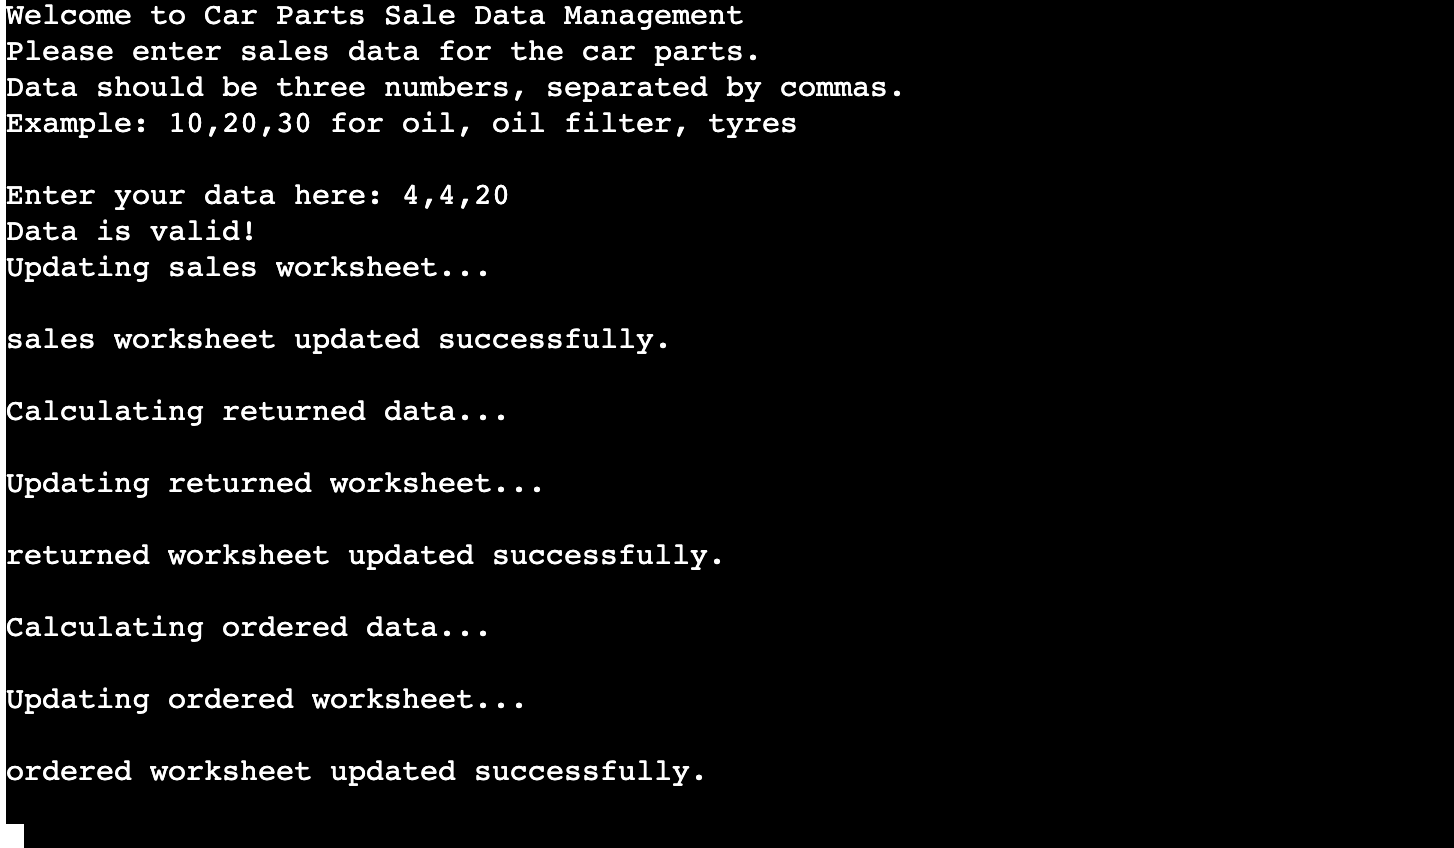 Welcome to Car Parts Sale Data Management
Please enter sales data for the car parts.
Data should be three numbers, separated by commas.
Example: 10,20,30 for oil, oil filter, tyres
Enter your data here: 4,4,20
Data is valid!
Updating sales worksheet...
sales worksheet updated successfully.
Calculating returned data...
Updating returned worksheet...
returned worksheet updated successfully.
Calculating ordered data...
Updating ordered worksheet...
ordered worksheet updated successfully.